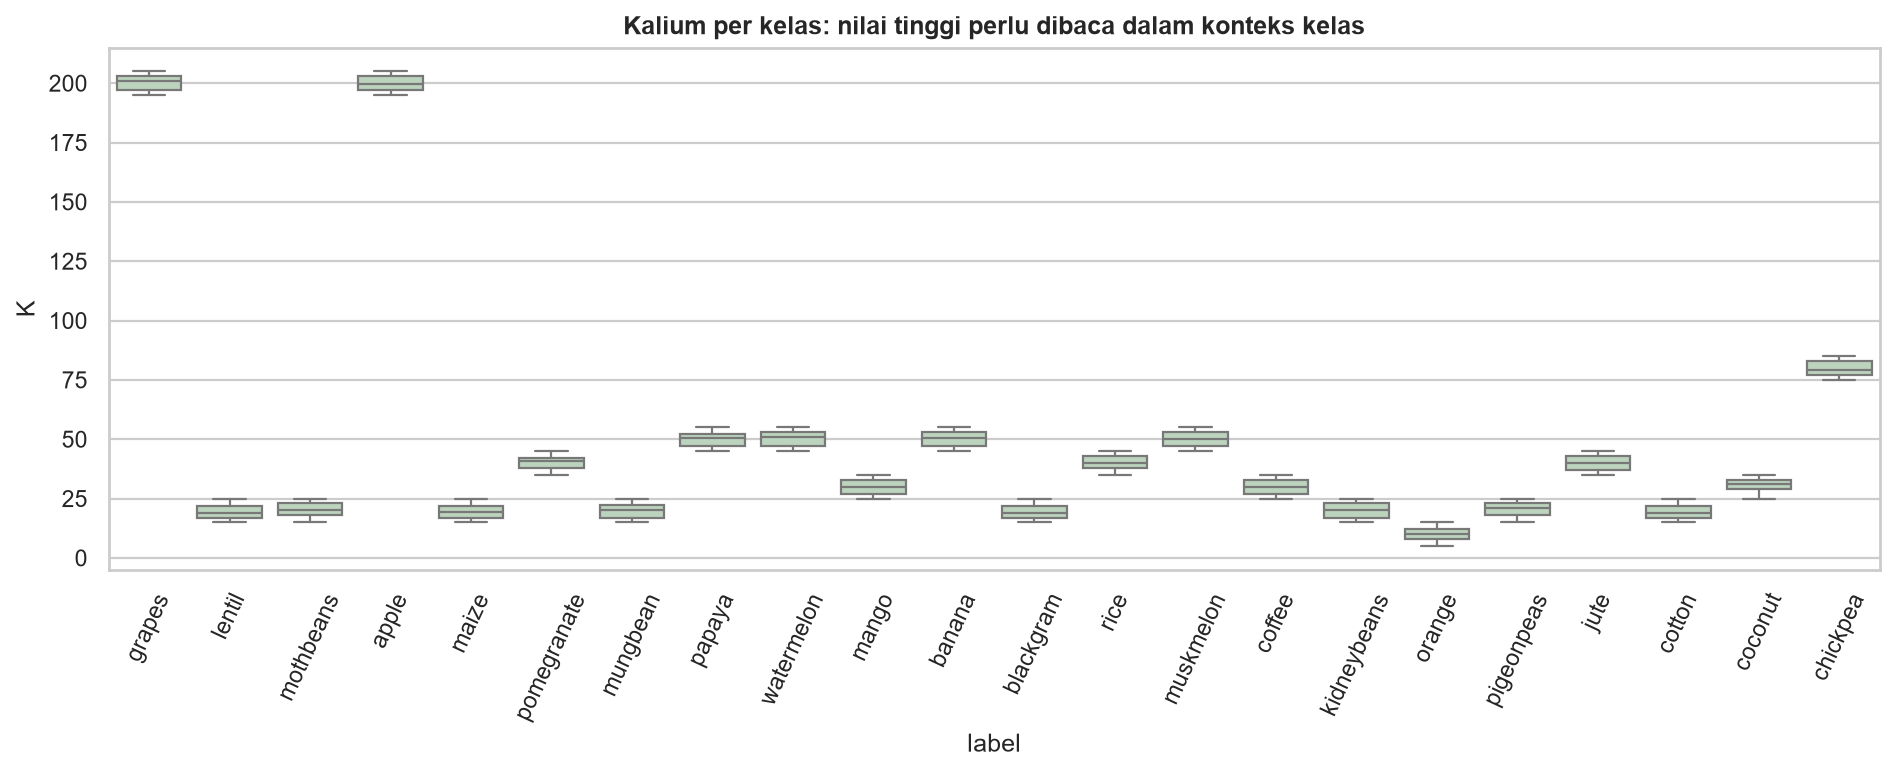 Kalium per kelas: nilai tinggi perlu dibaca dalam konteks kelas
200
175
150
125
100
75
50
25
0
K
grapes
lentil
mothbeans
apple
maize
pomegranate
mungbean
papaya
watermelon
mango
banana
blackgram
rice
muskmelon
coffee
kidneybeans
orange
pigeonpeas
jute
cotton
coconut
chickpea
label